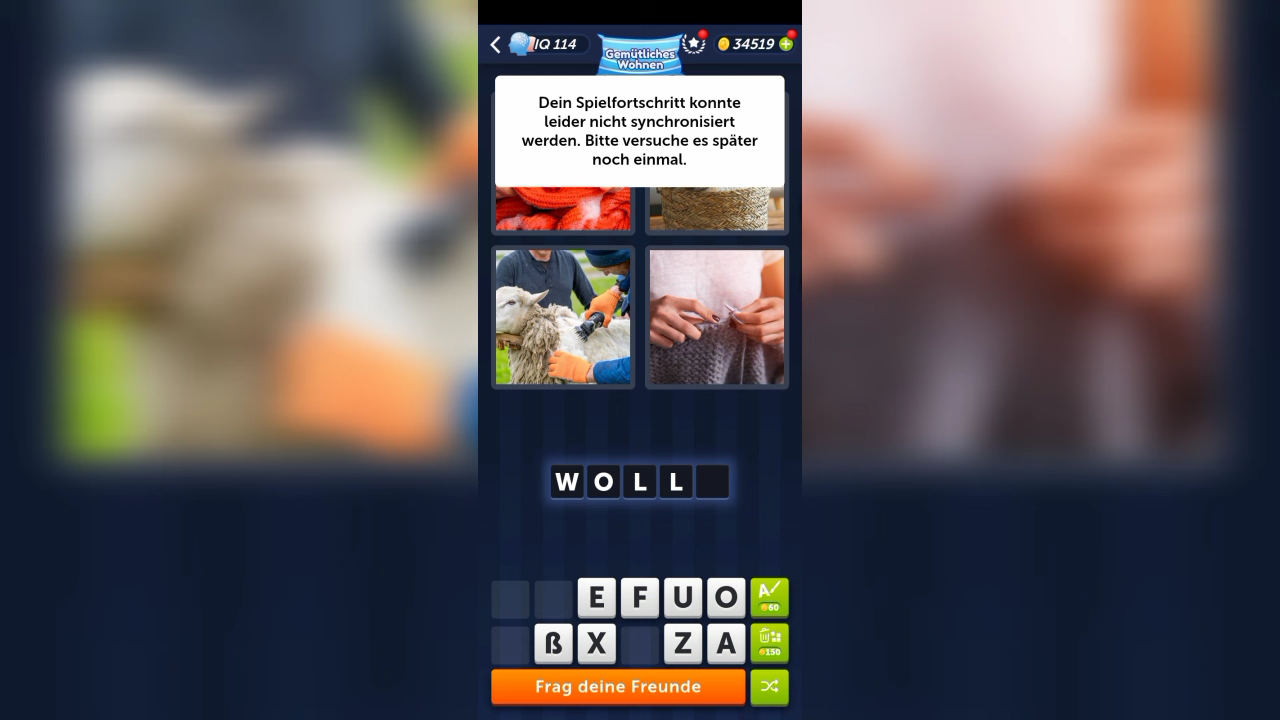 IQ 114
Gemütliches
Wohnen
34519
Dein Spielfortschritt konnte
leider nicht synchronisiert
werden. Bitte versuche es später
noch einmal.
W O L L
E F U O
60
ß X Z A
150
Frag deine Freunde